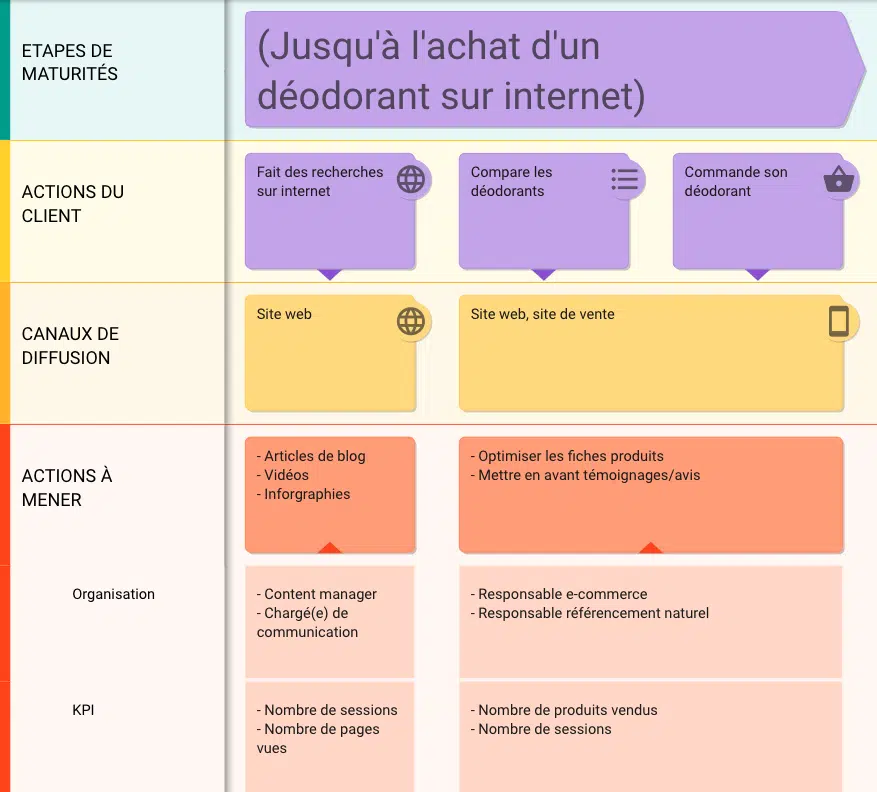 ETAPES DE
MATURITÉS
(Jusqu'à l'achat d'un
déodorant sur internet)
ACTIONS DU
CLIENT
Fait des recherches
sur internet
Compare les
déodorants
Commande son
déodorant
CANAUX DE
DIFFUSION
Site web
Site web, site de vente
ACTIONS À
MENER
- Articles de blog
- Vidéos
- Inforgraphies
- Optimiser les fiches produits
- Mettre en avant témoignages/avis
Organisation
- Content manager
- Chargé(e) de
communication
- Responsable e-commerce
- Responsable référencement naturel
KPI
- Nombre de sessions
- Nombre de pages
vues
- Nombre de produits vendus
- Nombre de sessions